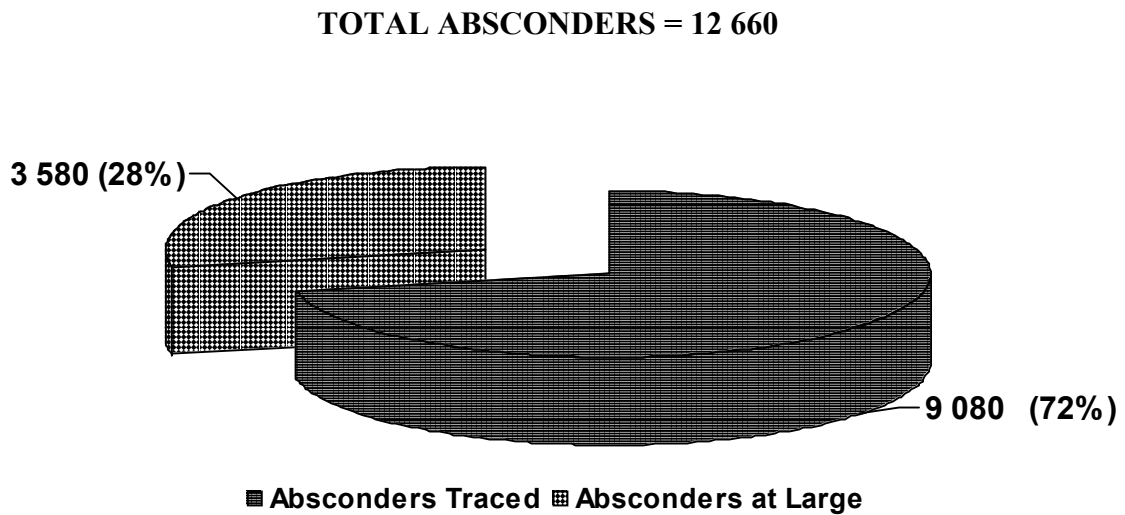 TOTAL ABSCONDERS = 12 660
3 580 (28%)
9 080 (72%)
Absconders Traced Absconders at Large